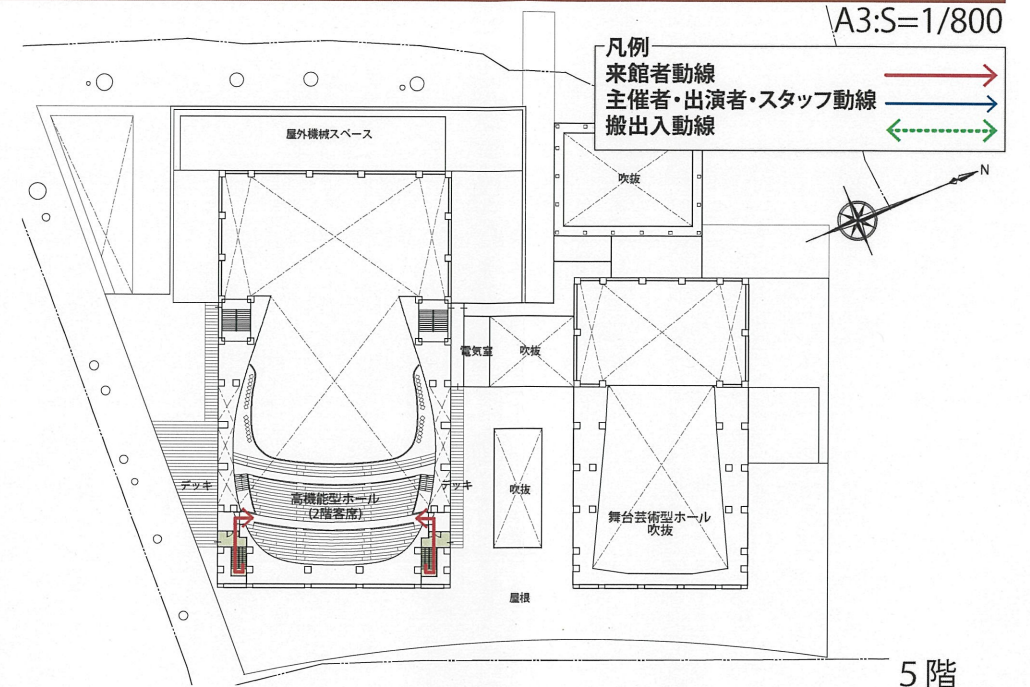 A3:S=1/800
凡例
来館者動線
主催者・出演者・スタッフ動線
搬出入動線
N
屋外機械スペース
吹抜
電気室
吹抜
デッキ
高機能型ホール
(2階客席)
デッキ
吹抜
舞台芸術型ホール
吹抜
屋根
5階